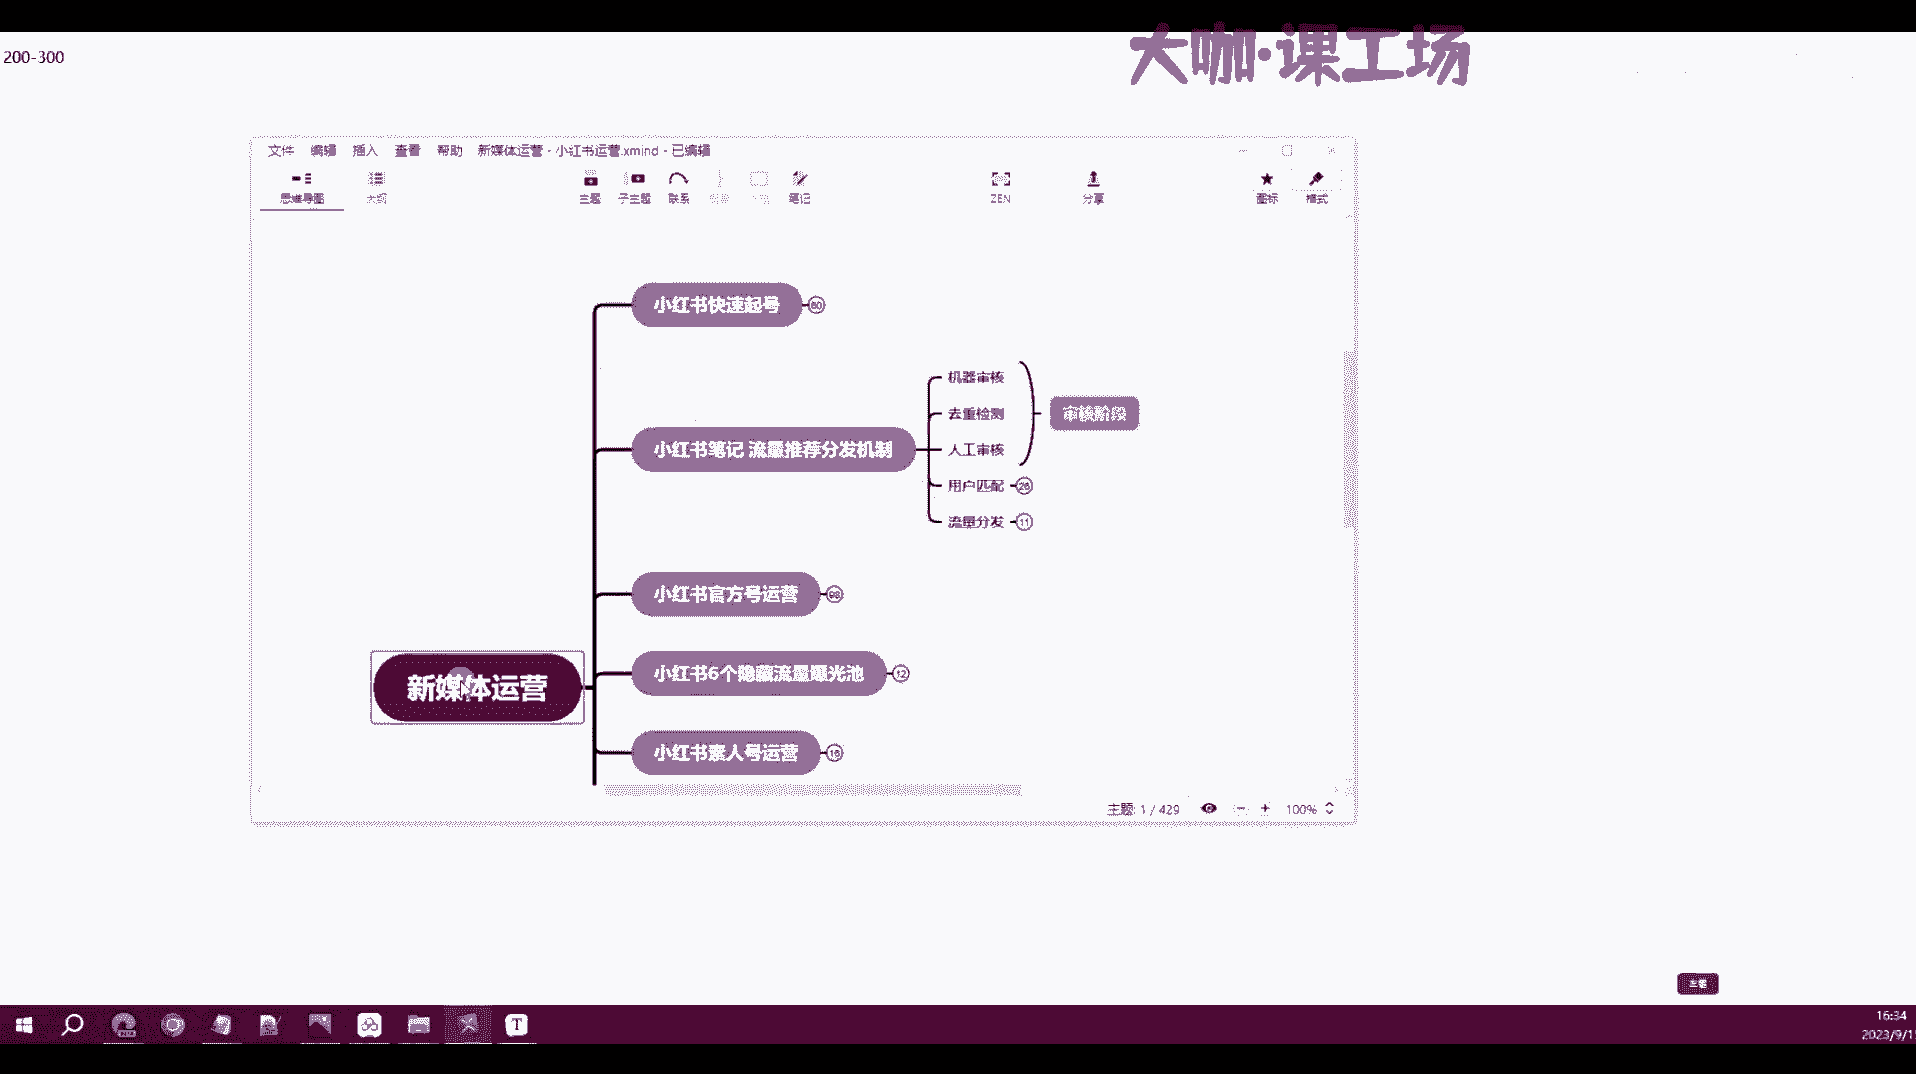 大咖·课工场
200-300
文件 编辑 插入 查看 帮助 新媒体运营 - 小红书运营.xmind - 已编辑
思维导图 大纲 主题 子主题 联系 笔记 ZEN 分享 图标 格式
小红书快速起号 60
机器审核
去重检测
审核阶段
小红书笔记 流量推荐分发机制
人工审核
用户匹配 26
流量分发 11
小红书官方号运营 98
新媒体运营
小红书6个隐藏流量曝光池 12
小红书素人号运营 16
主题: 1 / 429 100%
T
16:34
2023/9/1